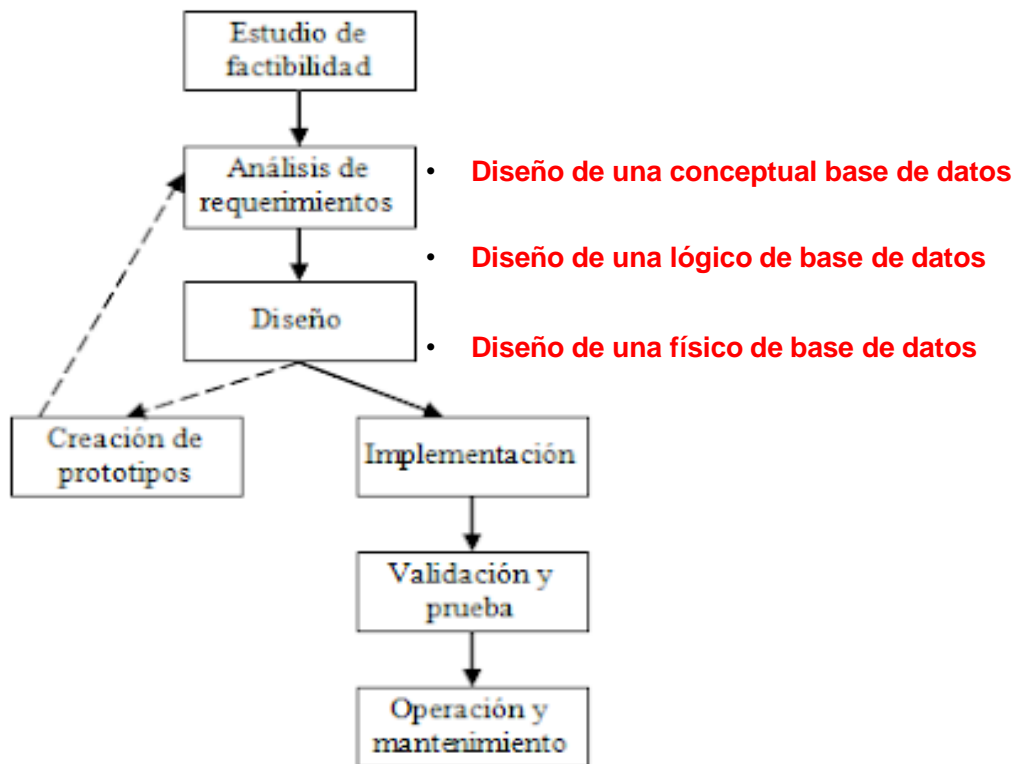 Estudio de
factibilidad
Análisis de
requerimientos
• Diseño de una conceptual base de datos
• Diseño de una lógico de base de datos
Diseño
• Diseño de una físico de base de datos
Creación de
prototipos
Implementación
Validación y
prueba
Operación y
mantenimiento